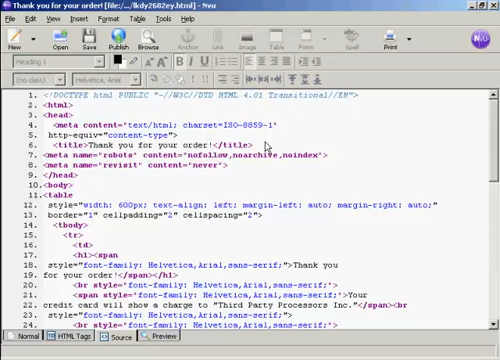 Thank you for your order! [file:/.../lkdy2682ey.html] - Nvu
File Edit View Insert Format Table Tools Help
New Open Save Publish Browse Anchor Link Image Table Form Spell Print Nvu
Heading 1 B I U
(no class) Helvetica, Arial,
1. <!DOCTYPE html PUBLIC "-//W3C//DTD HTML 4.01 Transitional//EN">
2. <html>
3. <head>
4. <meta content="text/html; charset=ISO-8859-1"
5. http-equiv="content-type">
6. <title>Thank you for your order!</title>
7. <meta name="robots" content="nofollow,noarchive,noindex">
8. <meta name="revisit" content="never">
9. </head>
10. <body>
11. <table
12. style="width: 600px; text-align: left; margin-left: auto; margin-right: auto;"
13. border="1" cellpadding="2" cellspacing="2">
14. <tbody>
15. <tr>
16. <td>
17. <h1><span
18. style="font-family: Helvetica,Arial,sans-serif;">Thank you
19. for your order!</span></h1>
20. <br style="font-family: Helvetica,Arial,sans-serif;">
21. <span style="font-family: Helvetica,Arial,sans-serif;">Your
22. credit card will show a charge to "Third Party Processors Inc."</span><br
23. style="font-family: Helvetica,Arial,sans-serif;">
24. <br style="font-family: Helvetica,Arial,sans-serif;">
Normal HTML Tags Source Preview